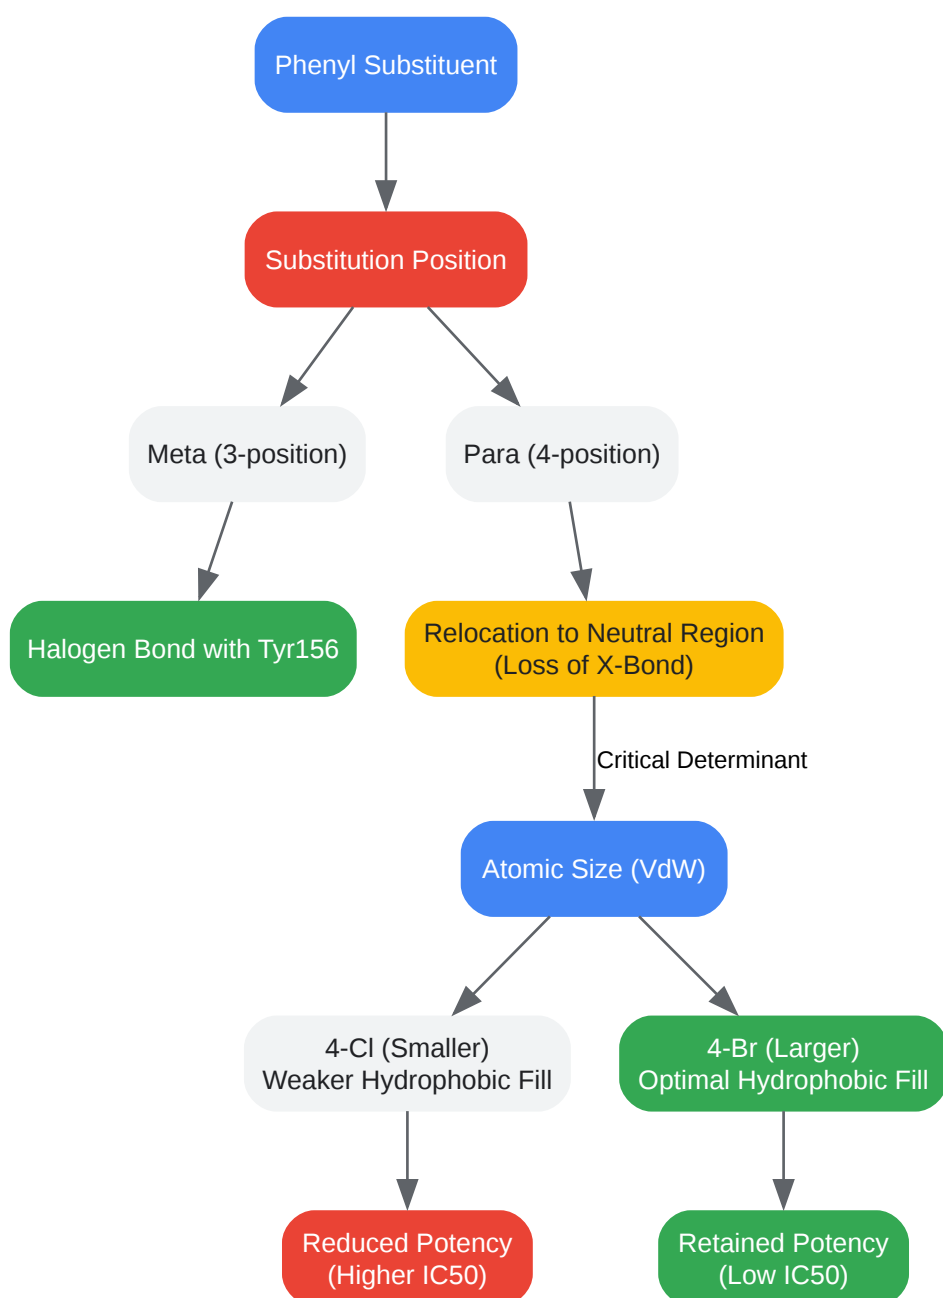 Phenyl Substituent
Substitution Position
Meta (3-position)
Para (4-position)
Halogen Bond with Tyr156
Relocation to Neutral Region
(Loss of X-Bond)
Critical Determinant
Atomic Size (VdW)
4-Cl (Smaller)
Weaker Hydrophobic Fill
4-Br (Larger)
Optimal Hydrophobic Fill
Reduced Potency
(Higher IC50)
Retained Potency
(Low IC50)